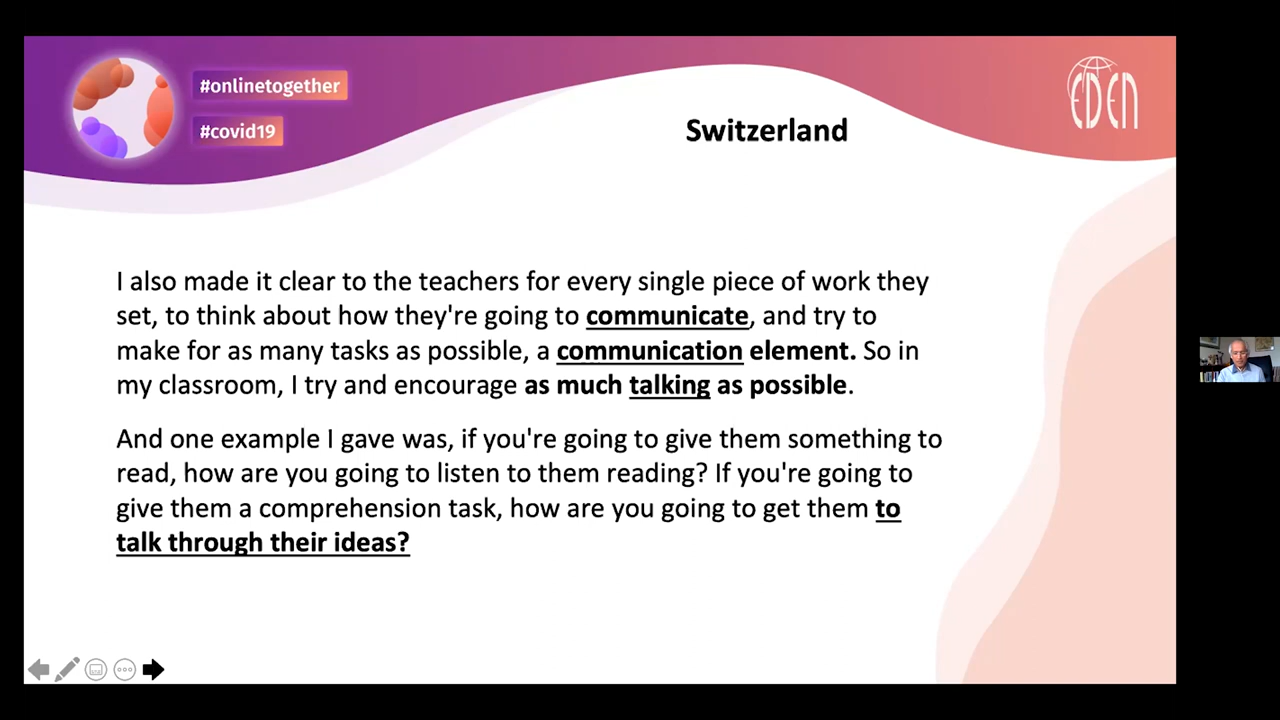 #onlinetogether
#covid19
EDEN
Switzerland
I also made it clear to the teachers for every single piece of work they
set, to think about how they're going to communicate, and try to
make for as many tasks as possible, a communication element. So in
my classroom, I try and encourage as much talking as possible.
And one example I gave was, if you're going to give them something to
read, how are you going to listen to them reading? If you're going to
give them a comprehension task, how are you going to get them to
talk through their ideas?